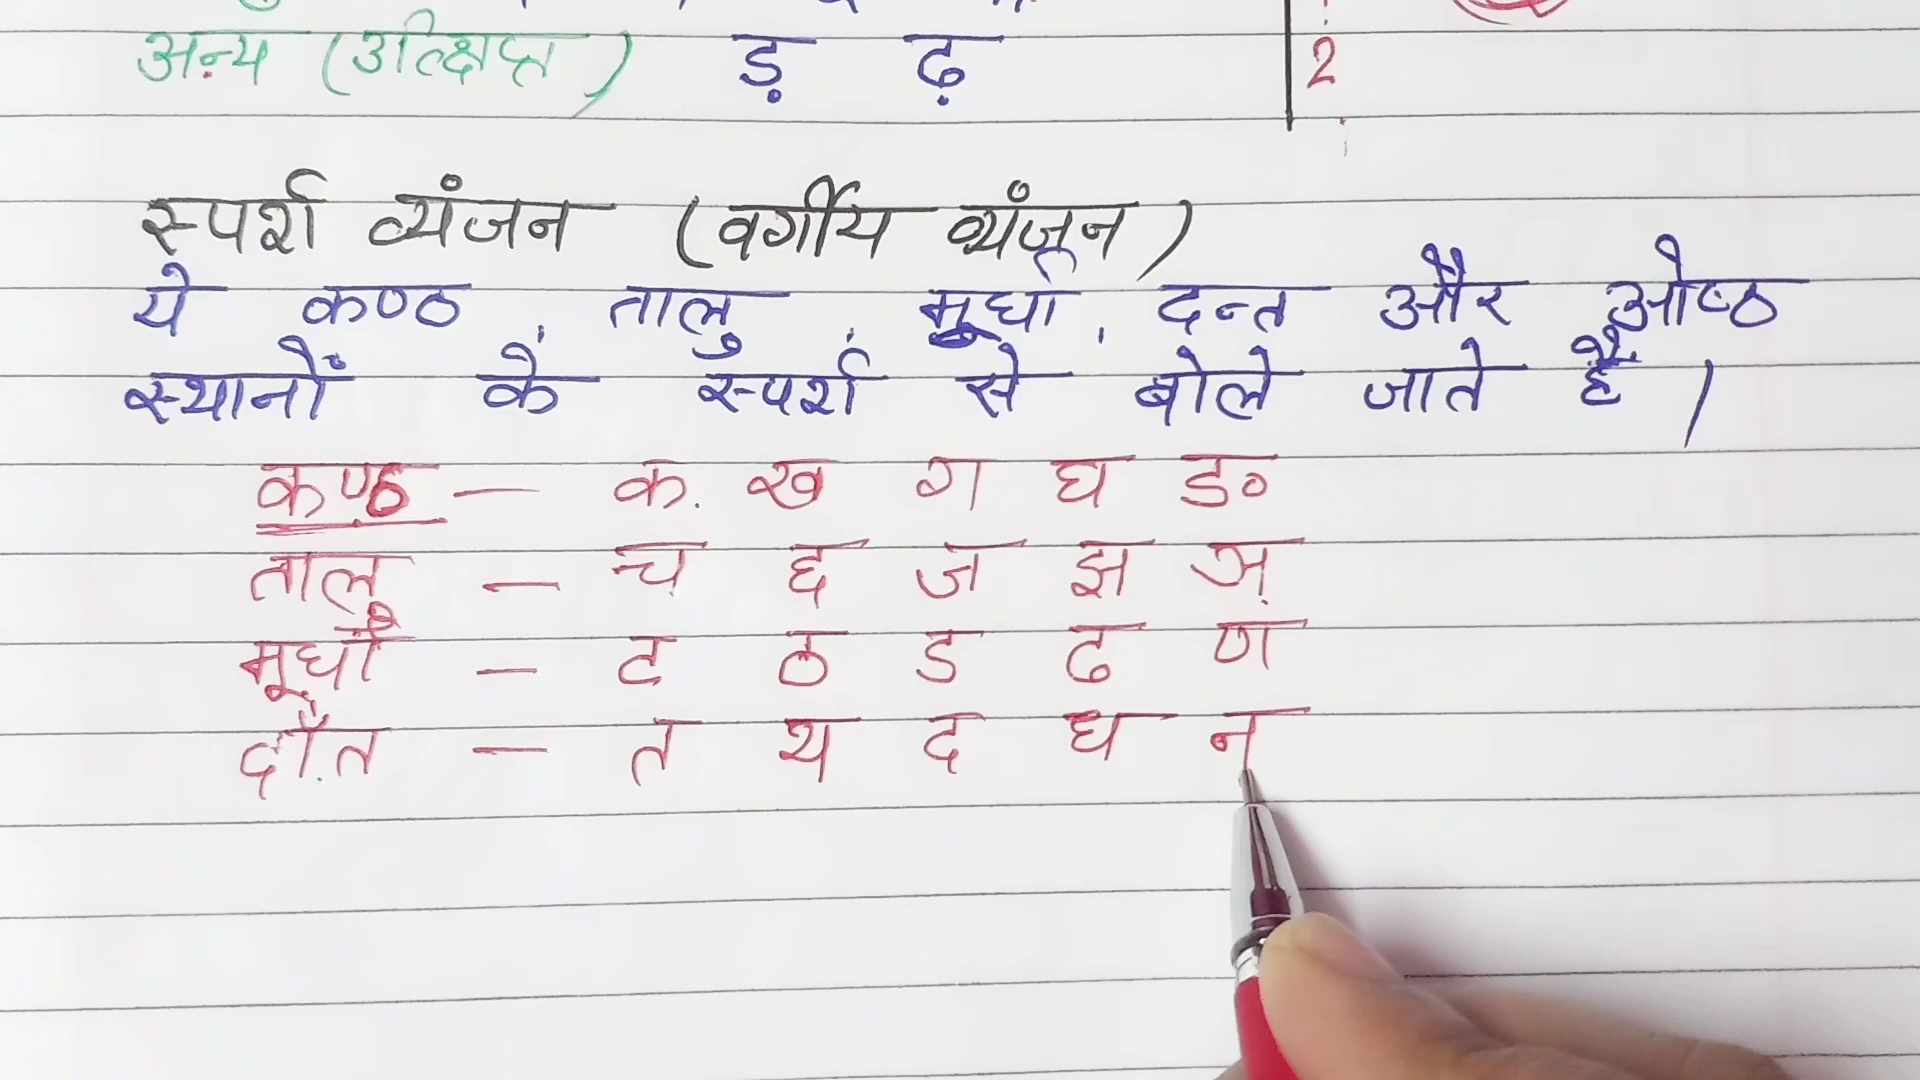 अन्य (उत्क्षिप्त) ड़ ढ़
2
स्पर्श व्यंजन (वर्गीय व्यंजन)
ये कण्ठ, तालु, मूर्धा, दन्त और ओष्ठ
स्थानों के स्पर्श से बोले जाते हैं।
कण्ठ — क ख ग घ ङ
तालु — च छ ज झ ञ
मूर्धा — ट ठ ड ढ ण
दाँत — त थ द ध न